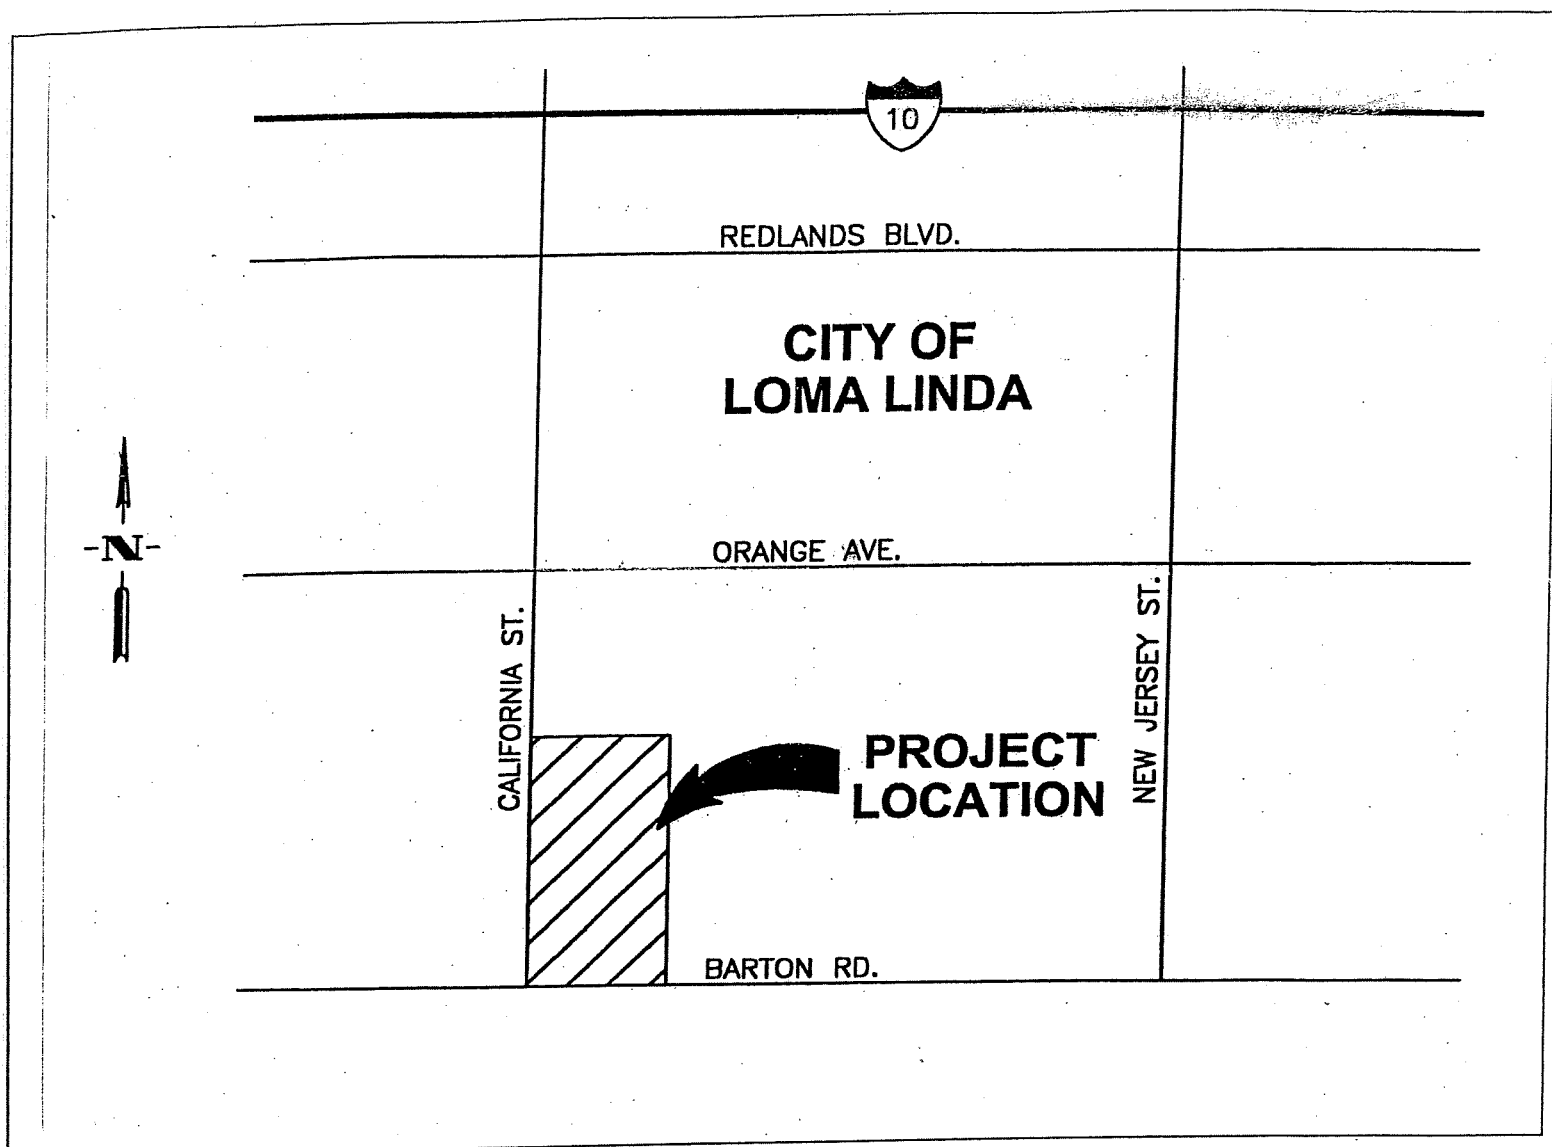 10
REDLANDS BLVD.
CITY OF
LOMA LINDA
-N-
ORANGE AVE.
CALIFORNIA ST.
NEW JERSEY ST.
PROJECT
LOCATION
BARTON RD.